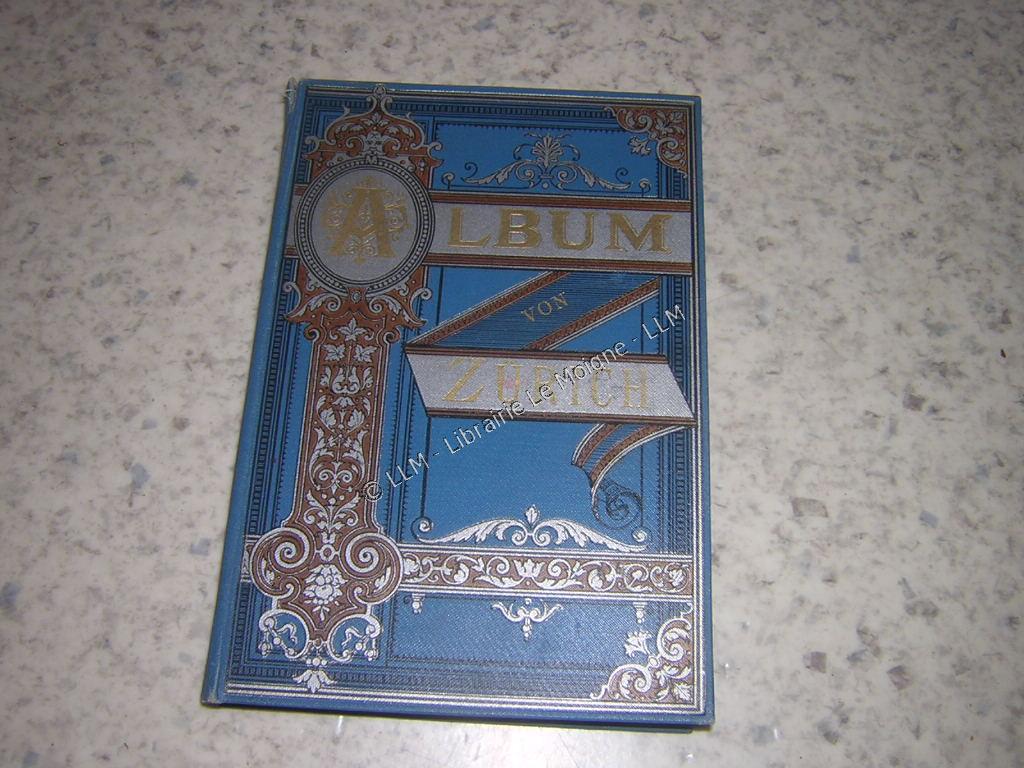 ALBUM
VON
ZÜRICH
© LLM - Librairie Le Moigne - LLM